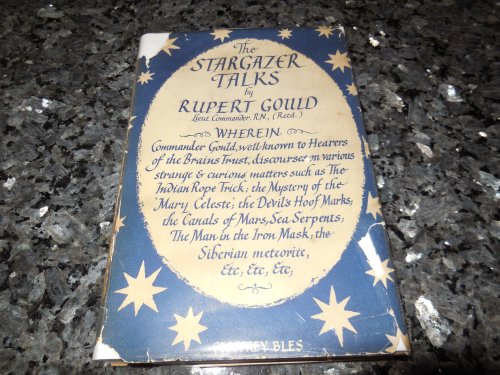 The
STARGAZER
TALKS
by
RUPERT GOULD
Lieut. Commander, R.N., (Retd.)
WHEREIN
Commander Gould, well-known to Hearers
of the Brains Trust, discourses on various
strange & curious matters such as The
Indian Rope Trick; the Mystery of the
Mary Celeste; the Devil's Hoof Marks;
the Canals of Mars, Sea Serpents;
The Man in the Iron Mask; the
Siberian meteorite,
Etc, Etc, Etc,
BLES